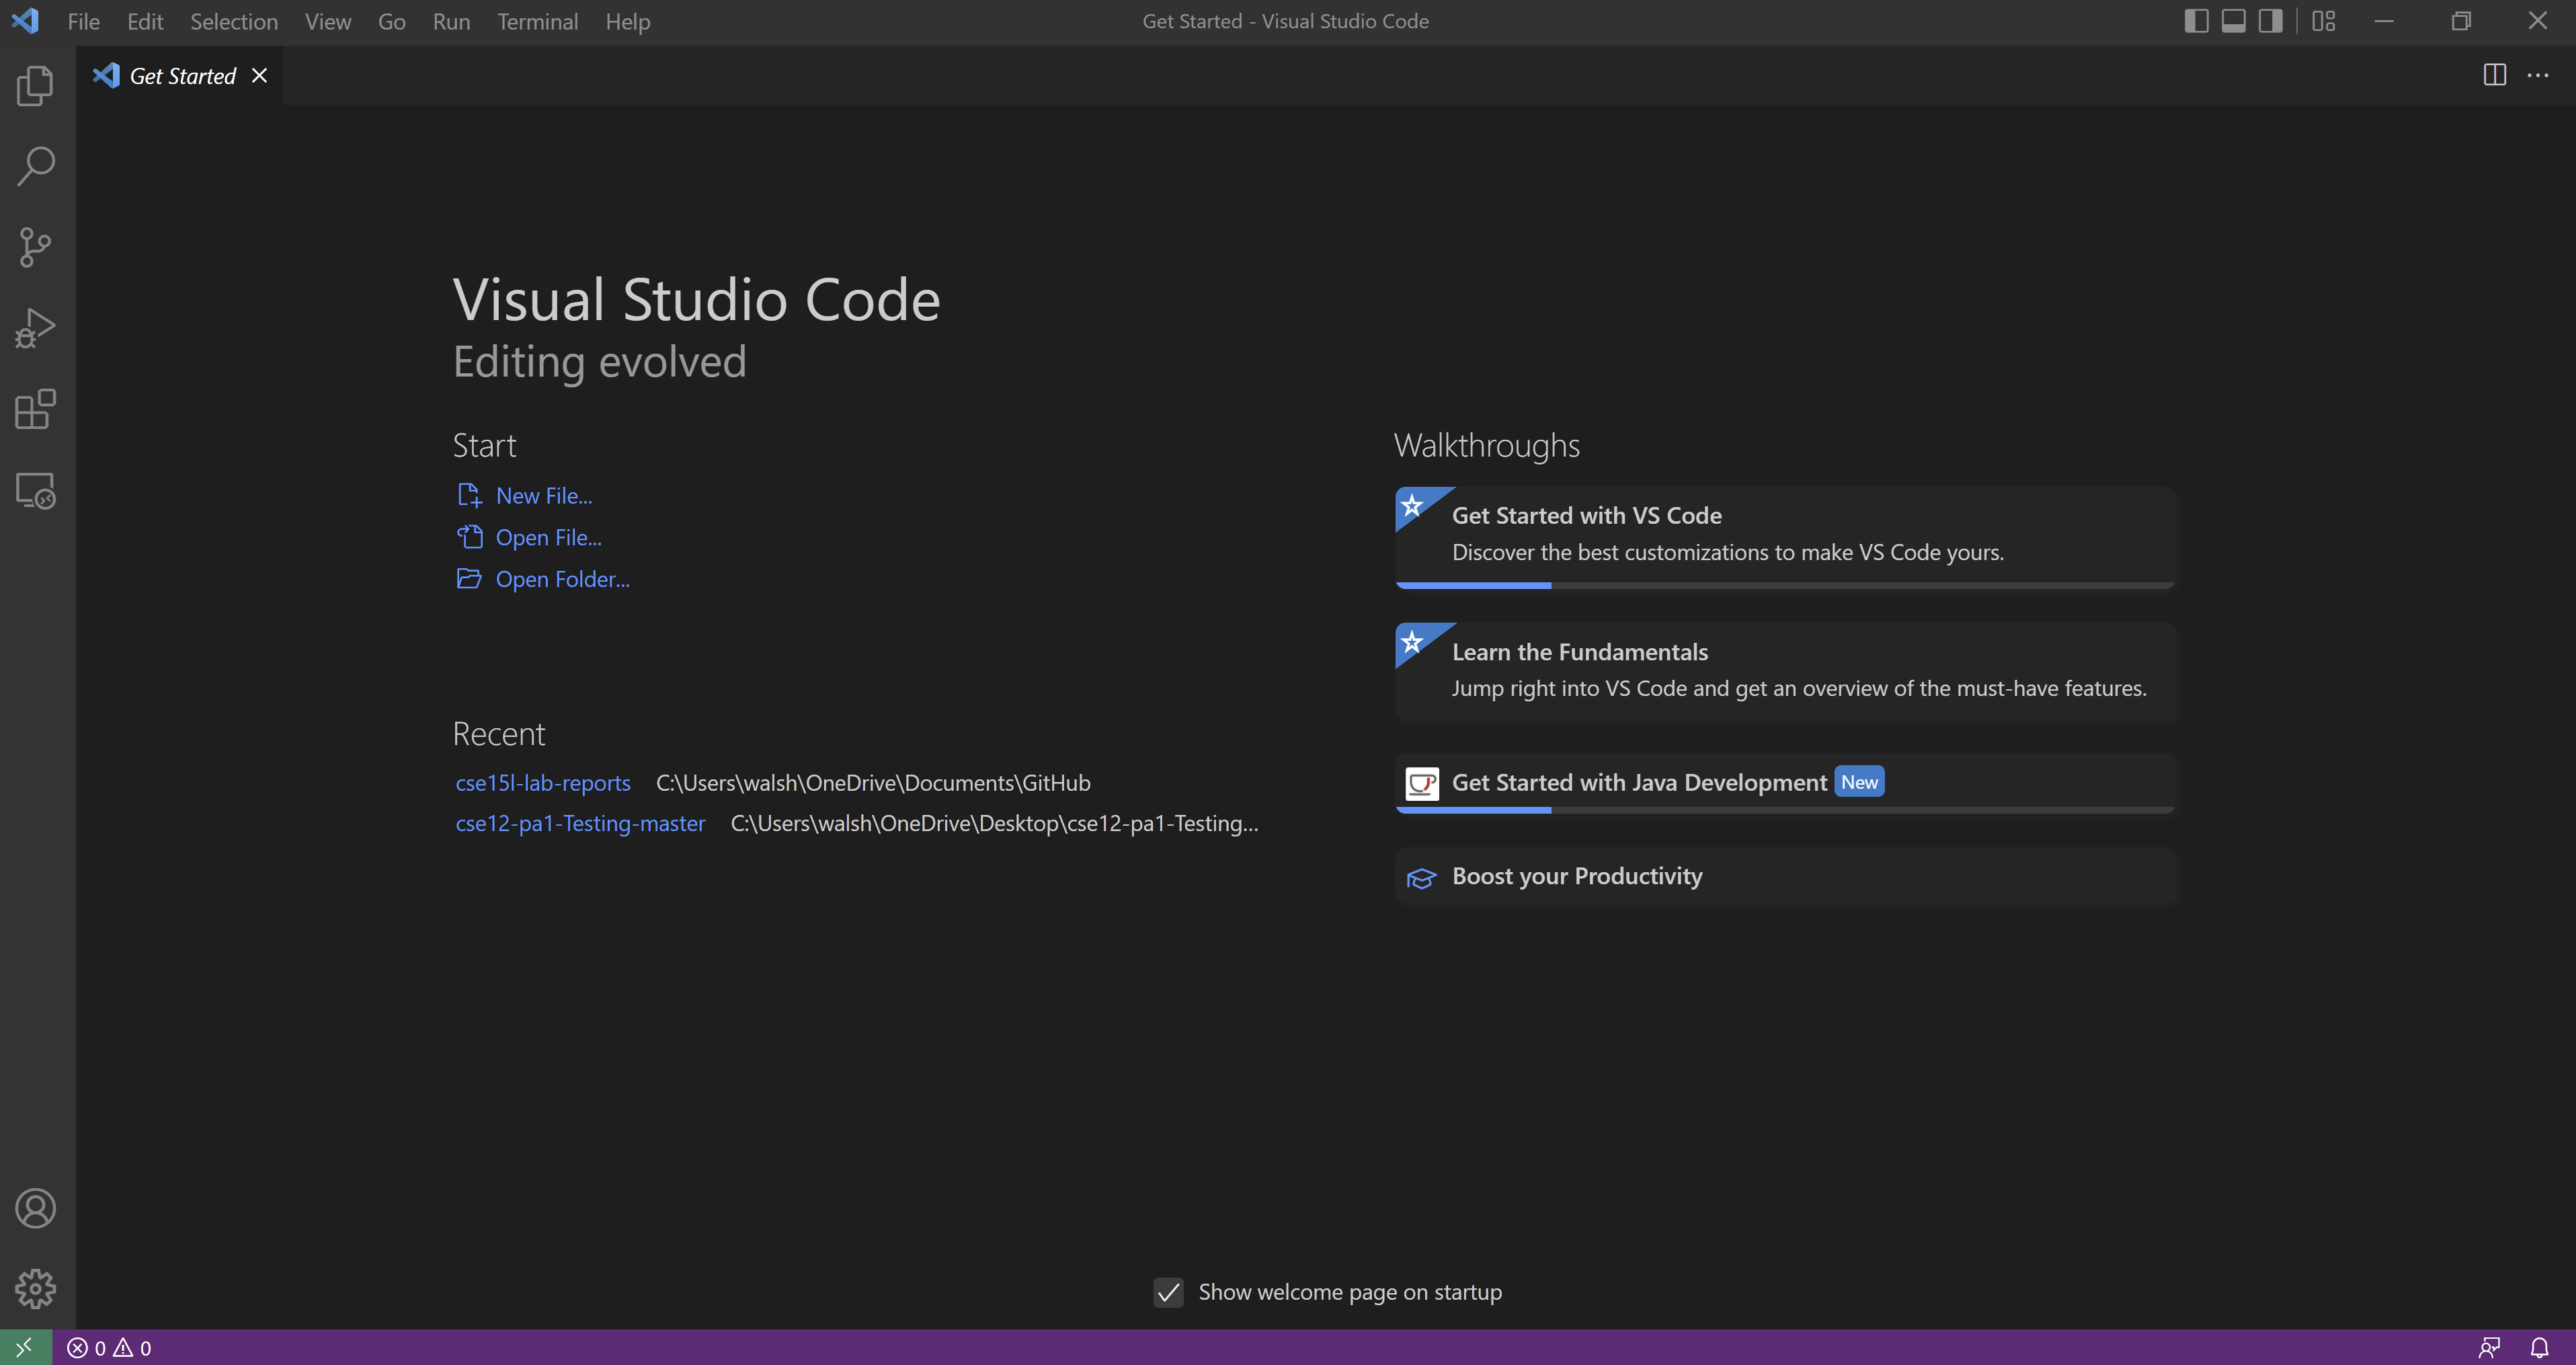 File Edit Selection View Go Run Terminal Help
Get Started - Visual Studio Code
Get Started
Visual Studio Code
Editing evolved
Start
New File...
Open File...
Open Folder...
Recent
cse15l-lab-reports C:\Users\walsh\OneDrive\Documents\GitHub
cse12-pa1-Testing-master C:\Users\walsh\OneDrive\Desktop\cse12-pa1-Testing...
Walkthroughs
Get Started with VS Code
Discover the best customizations to make VS Code yours.
Learn the Fundamentals
Jump right into VS Code and get an overview of the must-have features.
Get Started with Java Development New
Boost your Productivity
Show welcome page on startup
0 0